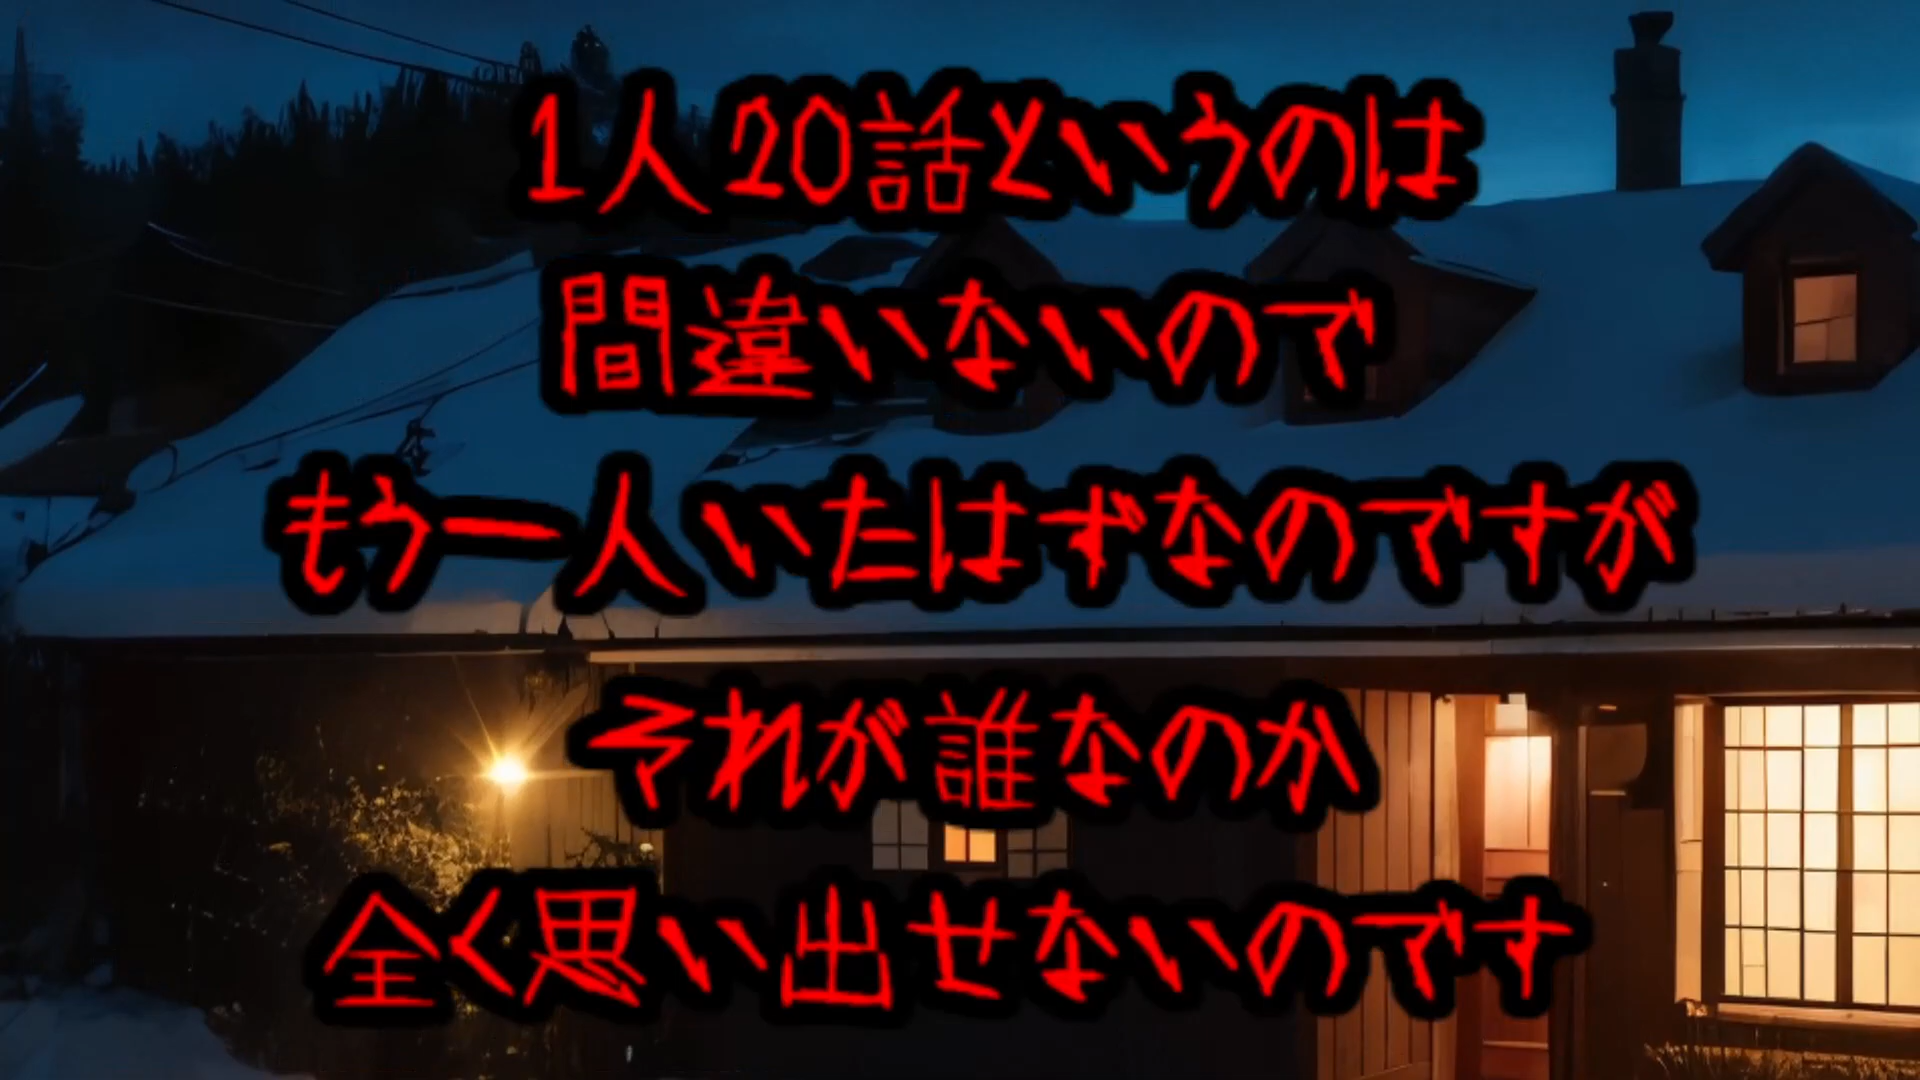 1人20話というのは
間違いないので
もう一人いたはずなのですが
それが誰なのか
全く思い出せないのです